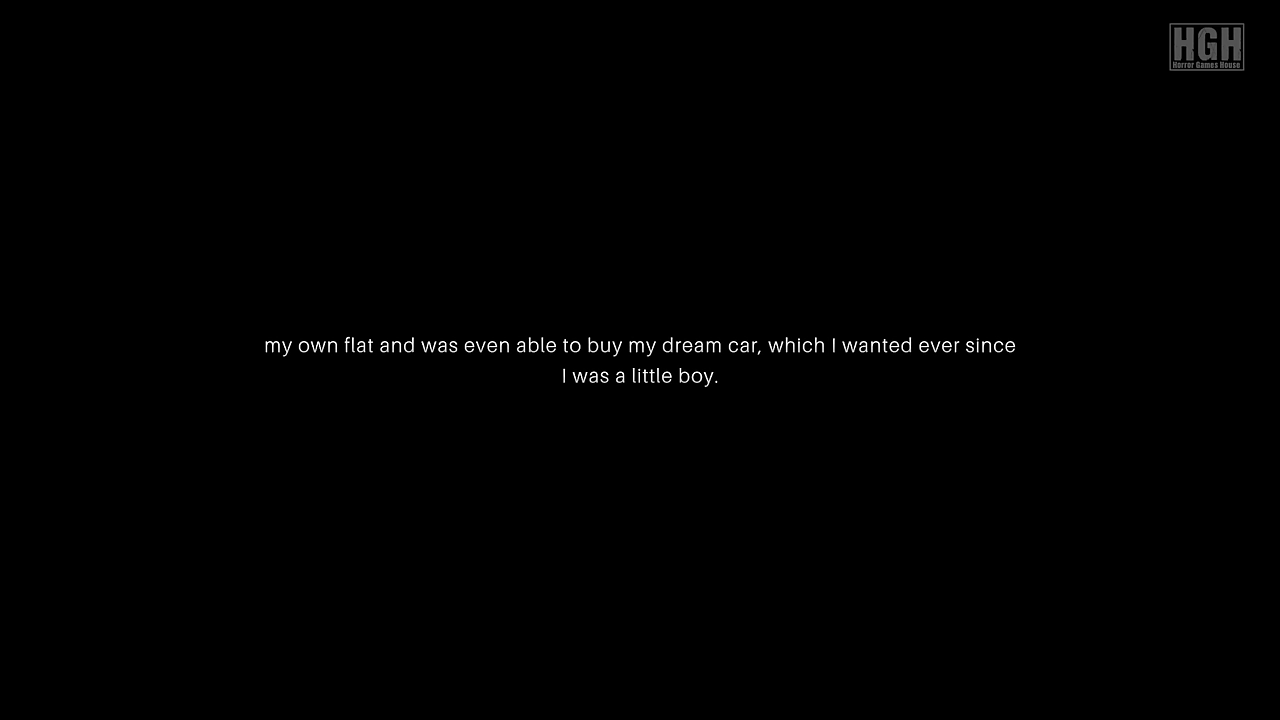 HGH
Horror Games House
my own flat and was even able to buy my dream car, which I wanted ever since
I was a little boy.